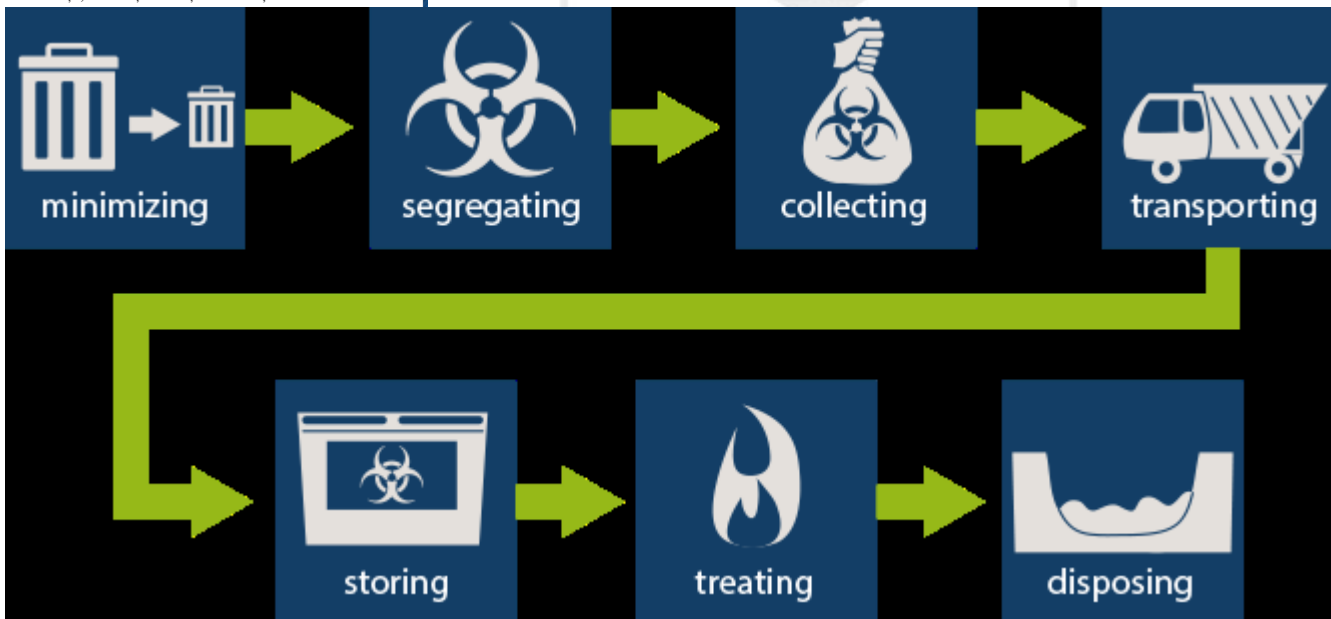 minimizing
segregating
collecting
transporting
storing
treating
disposing